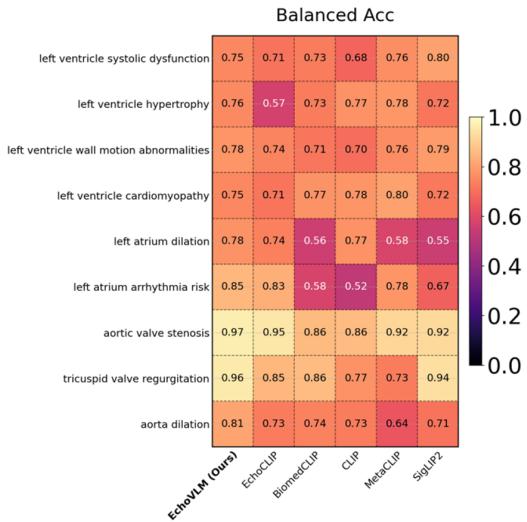 Balanced Acc
left ventricle systolic dysfunction 0.75 0.71 0.73 0.68 0.76 0.80
left ventricle hypertrophy 0.76 0.57 0.73 0.77 0.78 0.72
left ventricle wall motion abnormalities 0.78 0.74 0.71 0.70 0.76 0.79
left ventricle cardiomyopathy 0.75 0.71 0.77 0.78 0.80 0.72
left atrium dilation 0.78 0.74 0.56 0.77 0.58 0.55
left atrium arrhythmia risk 0.85 0.83 0.58 0.52 0.78 0.67
aortic valve stenosis 0.97 0.95 0.86 0.86 0.92 0.92
tricuspid valve regurgitation 0.96 0.85 0.86 0.77 0.73 0.94
aorta dilation 0.81 0.73 0.74 0.73 0.64 0.71
EchoVLM (Ours) EchoCLIP BiomedCLIP CLIP MetaCLIP SigLIP2
1.0
0.8
0.6
0.4
0.2
0.0